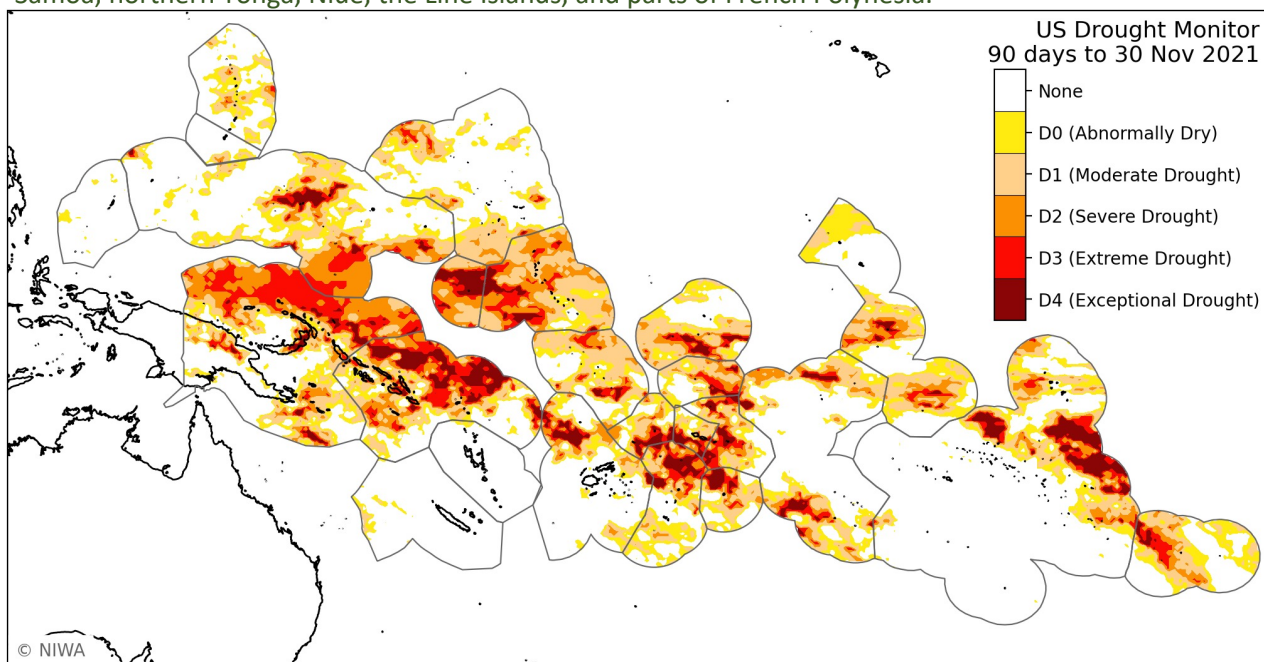 Samoa, northern Tonga, Niue, the Line Islands, and parts of French Polynesia.
US Drought Monitor
90 days to 30 Nov 2021
None
D0 (Abnormally Dry)
D1 (Moderate Drought)
D2 (Severe Drought)
D3 (Extreme Drought)
D4 (Exceptional Drought)
© NIWA